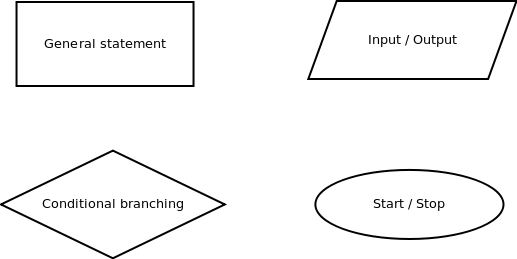 General statement
Input / Output
Conditional branching
Start / Stop